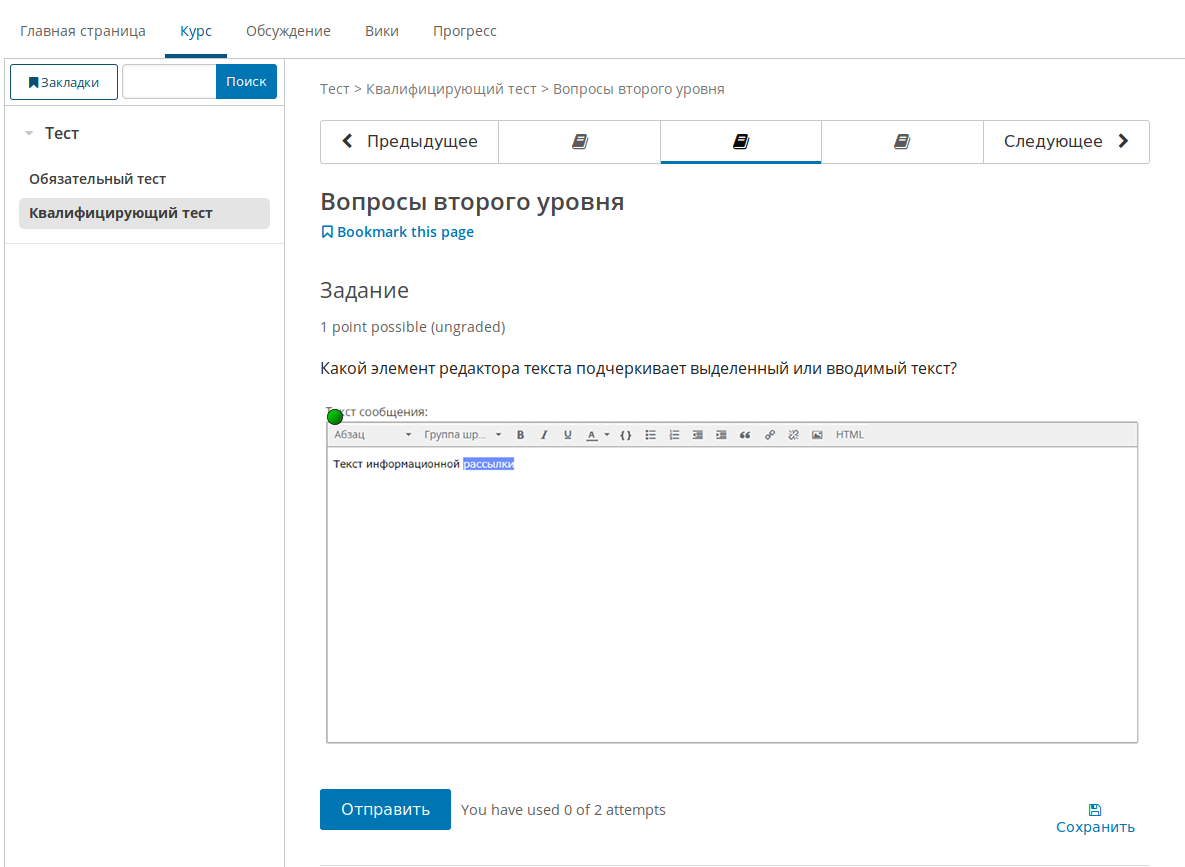 Главная страница Курс Обсуждение Вики Прогресс
Закладки Поиск
Тест > Квалифицирующий тест > Вопросы второго уровня
Тест
Предыдущее Следующее
Обязательный тест
Квалифицирующий тест
Вопросы второго уровня
Bookmark this page
Задание
1 point possible (ungraded)
Какой элемент редактора текста подчеркивает выделенный или вводимый текст?
сообщения:
Абзац Группа шр... B I U A {} HTML
Текст информационной рассылки
Отправить You have used 0 of 2 attempts
Сохранить